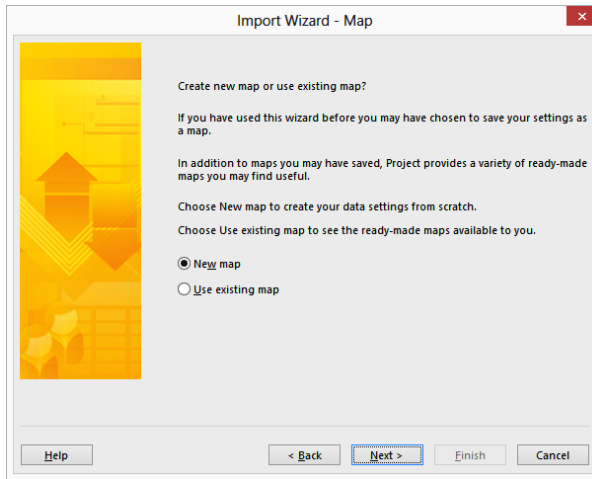 Import Wizard - Map
Create new map or use existing map?
If you have used this wizard before you may have chosen to save your settings as
a map.
In addition to maps you may have saved, Project provides a variety of ready-made
maps you may find useful.
Choose New map to create your data settings from scratch.
Choose Use existing map to see the ready-made maps available to you.
New map
Use existing map
Help
< Back
Next >
Finish
Cancel